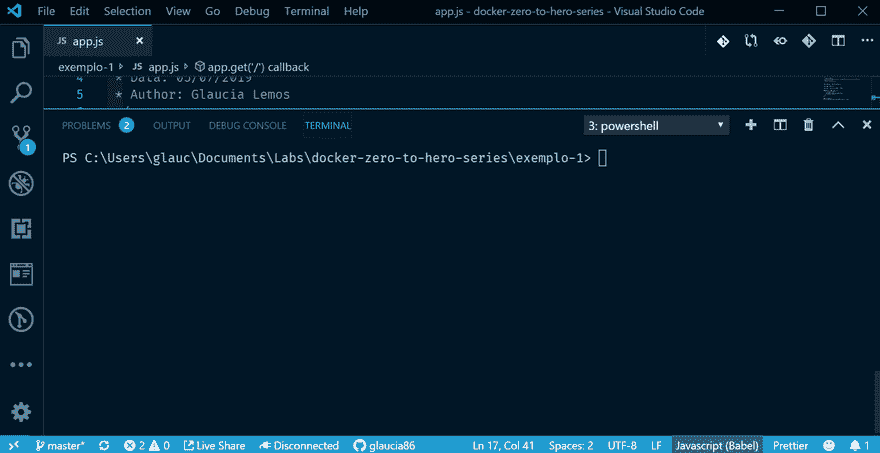 File Edit Selection View Go Debug Terminal Help app.js - docker-zero-to-hero-series - Visual Studio Code
JS app.js ×
exemplo-1 JS app.js app.get('/') callback
4 * Data: 05/07/2019
5 * Author: Glaucia Lemos
PROBLEMS 2 OUTPUT DEBUG CONSOLE TERMINAL 3: powershell
PS C:\Users\glauc\Documents\Labs\docker-zero-to-hero-series\exemplo-1>
1
master* 2 0 Live Share Disconnected glaucia86 Ln 17, Col 41 Spaces: 2 UTF-8 LF Javascript (Babel) Prettier 1